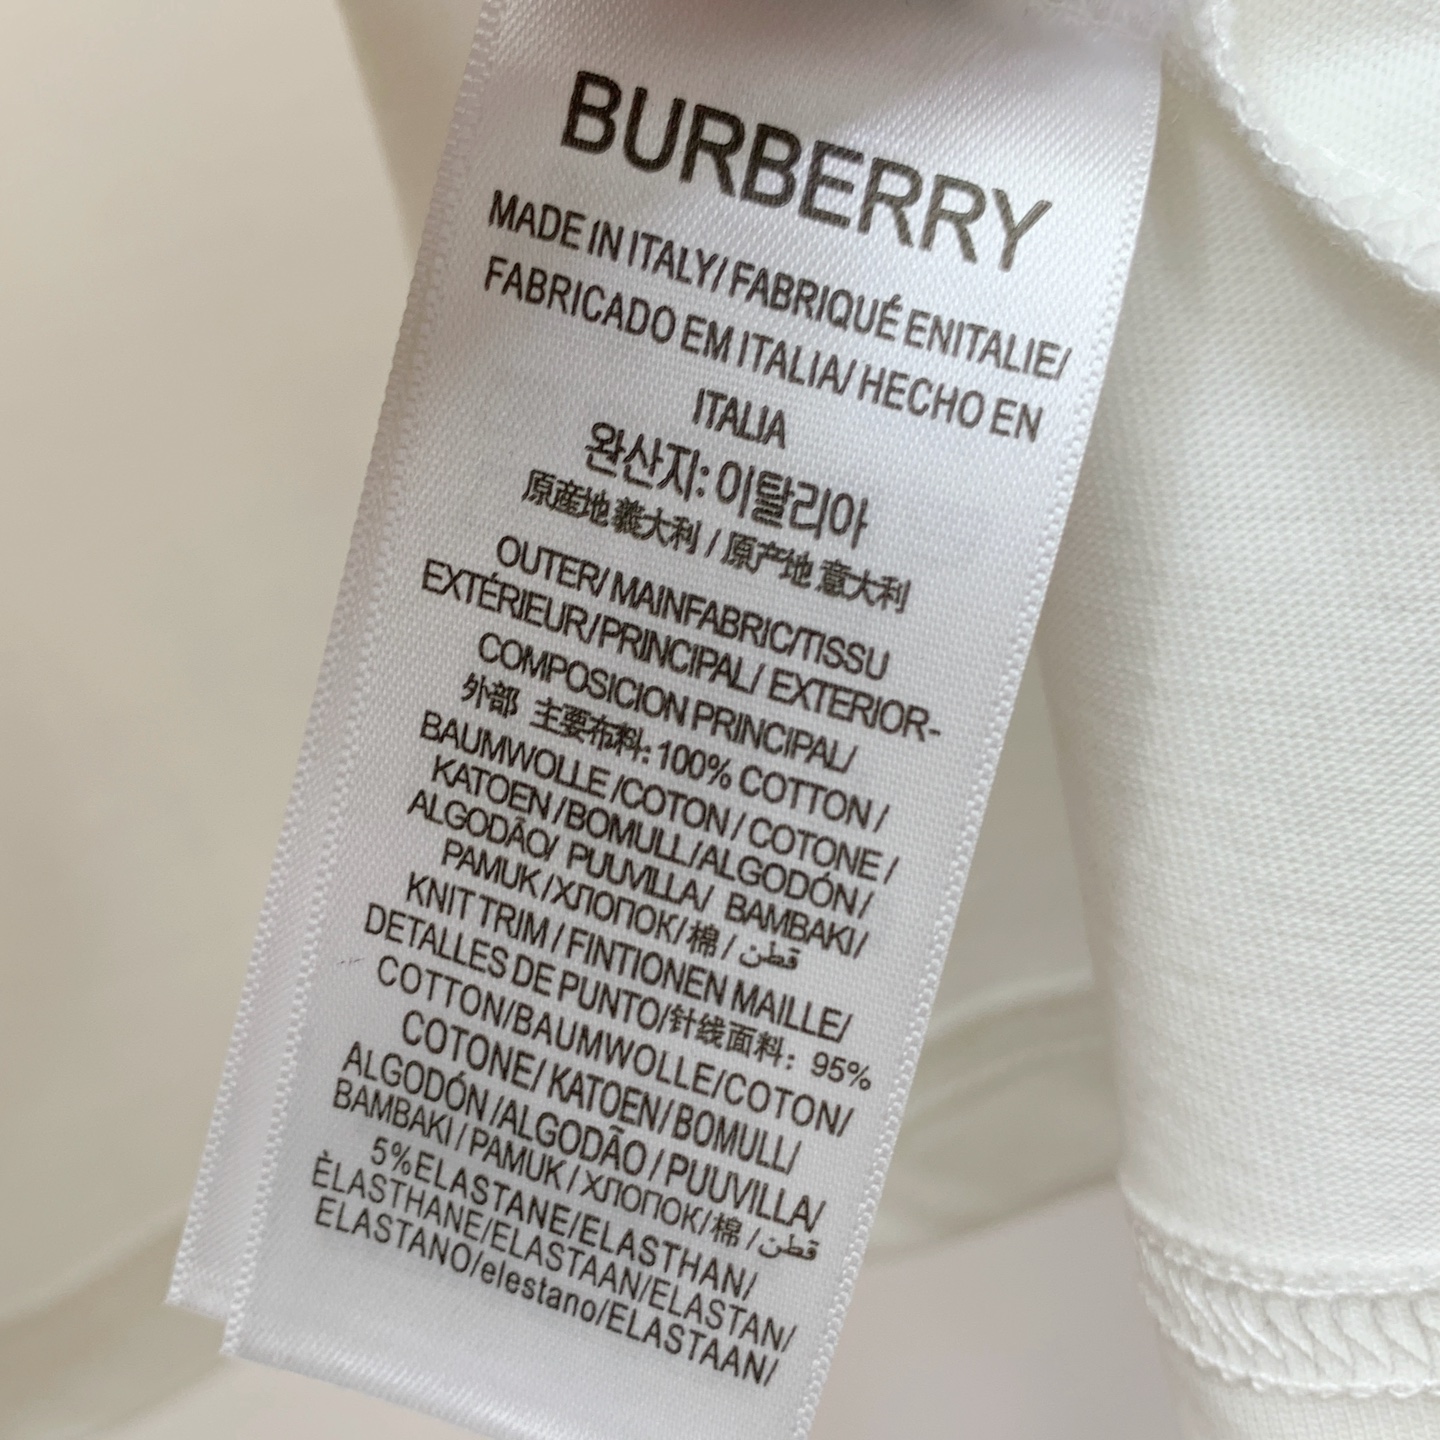 BURBERRY
MADE IN ITALY/ FABRIQUÉ ENITALIE/
FABRICADO EM ITALIA/ HECHO EN
ITALIA
완산지: 이탈리아
原産地 義大利 / 原产地 意大利
OUTER/ MAINFABRIC/TISSU
EXTÉRIEUR/PRINCIPAL/ EXTERIOR-
COMPOSICION PRINCIPAL/
外部 主要布料: 100% COTTON /
BAUMWOLLE /COTON / COTONE /
KATOEN /BOMULL/ALGODÓN /
ALGODÃO/ PUUVILLA/ BAMBAKI /
PAMUK /ХЛОПОК/ 棉 / قطن
KNIT TRIM / FINTIONEN MAILLE/
DETALLES DE PUNTO/针线面料: 95%
COTTON/BAUMWOLLE/COTON/
COTONE/ KATOEN/ BOMULL/
ALGODÓN /ALGODÃO / PUUVILLA/
BAMBAKI / PAMUK / ХЛОПОК/ 棉 / قطن
5%ELASTANE/ELASTHAN/
ÈLASTHANE/ELASTAAN/ELASTAN/
ELASTANO/elestano/ELASTAAN/